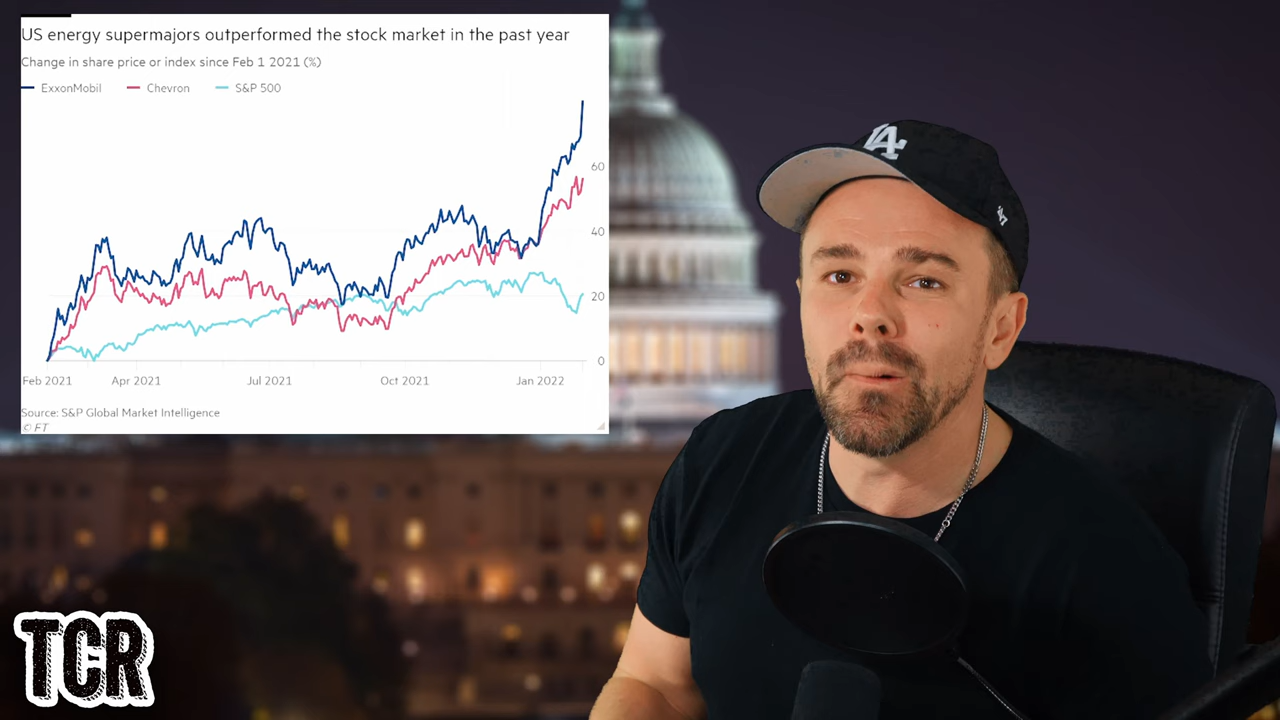 US energy supermajors outperformed the stock market in the past year
Change in share price or index since Feb 1 2021 (%)
ExxonMobil Chevron S&P 500
60
40
20
0
Feb 2021 Apr 2021 Jul 2021 Oct 2021 Jan 2022
Source: S&P Global Market Intelligence
© FT
LA
'47
TCR